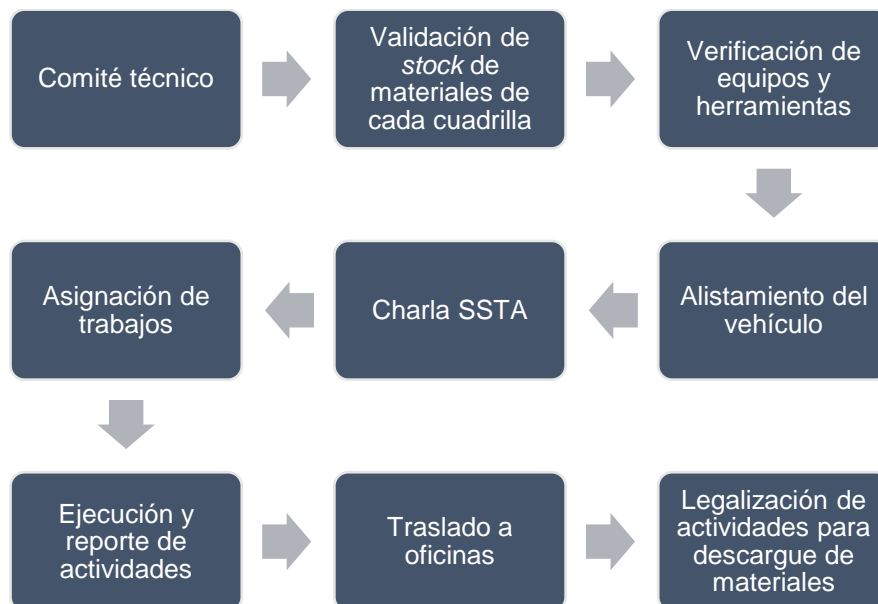 Comité técnico
Validación de
stock de
materiales de
cada cuadrilla
Verificación de
equipos y
herramientas
Alistamiento del
vehículo
Charla SSTA
Asignación de
trabajos
Ejecución y
reporte de
actividades
Traslado a
oficinas
Legalización de
actividades para
descargue de
materiales